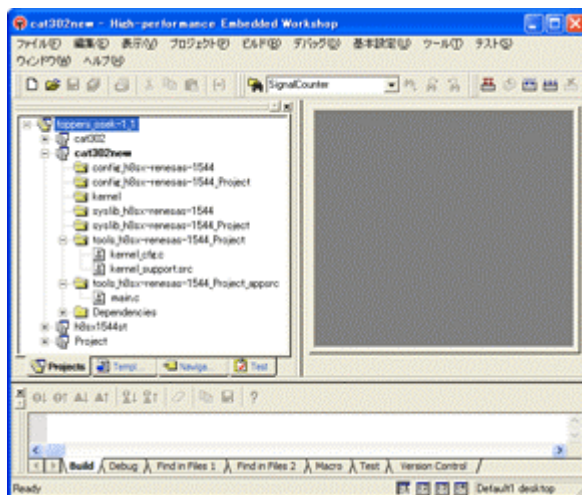 cat302new - High-performance Embedded Workshop
ファイル(F) 編集(E) 表示(V) プロジェクト(P) ビルド(B) デバッグ(D) 基本設定(U) ツール(T) テスト(S)
ウィンドウ(W) ヘルプ(H)
SignalCounter
toppers_osek-1_1
cat302
cat302new
config_h8sx-renesas-1544
config_h8sx-renesas-1544_Project
kernel
syslib_h8sx-renesas-1544
syslib_h8sx-renesas-1544_Project
tools_h8sx-renesas-1544_Project
kernel_cfg.c
kernel_support.src
tools_h8sx-renesas-1544_Project_appsrc
main.c
Dependencies
h8sx1544st
Project
Projects Templ... Naviga... Test
Build Debug Find in Files 1 Find in Files 2 Macro Test Version Control
Ready Default1 desktop